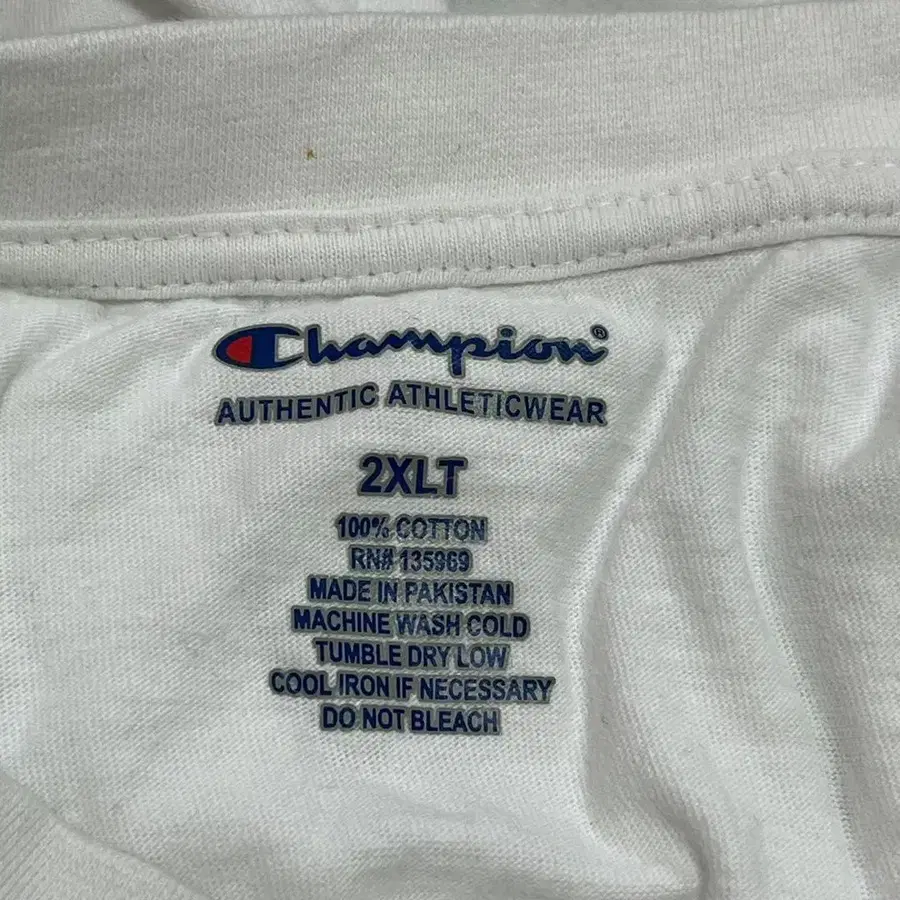 Champion®
AUTHENTIC ATHLETICWEAR
2XLT
100% COTTON
RN# 135969
MADE IN PAKISTAN
MACHINE WASH COLD
TUMBLE DRY LOW
COOL IRON IF NECESSARY
DO NOT BLEACH